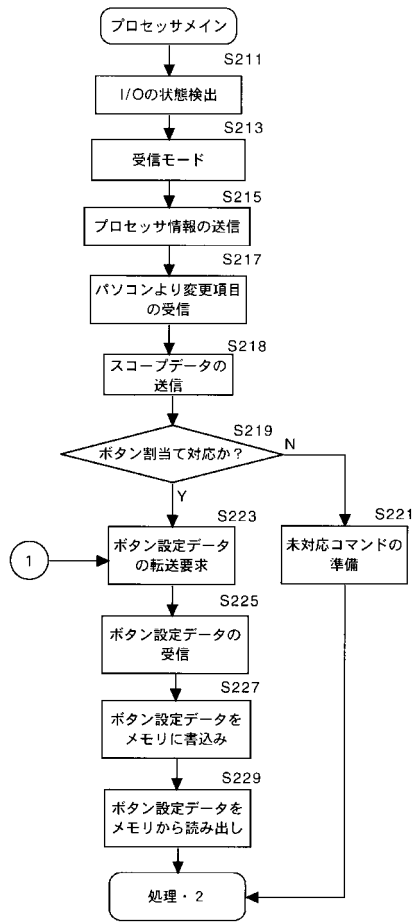 プロセッサメイン
S211
I/Oの状態検出
S213
受信モード
S215
プロセッサ情報の送信
S217
パソコンより変更項目
の受信
S218
スコープデータの
送信
S219
ボタン割当て対応か?
N
Y
S223
ボタン設定データ
の転送要求
1
S221
未対応コマンドの
準備
S225
ボタン設定データの
受信
S227
ボタン設定データを
メモリに書込み
S229
ボタン設定データを
メモリから読み出し
処理・2